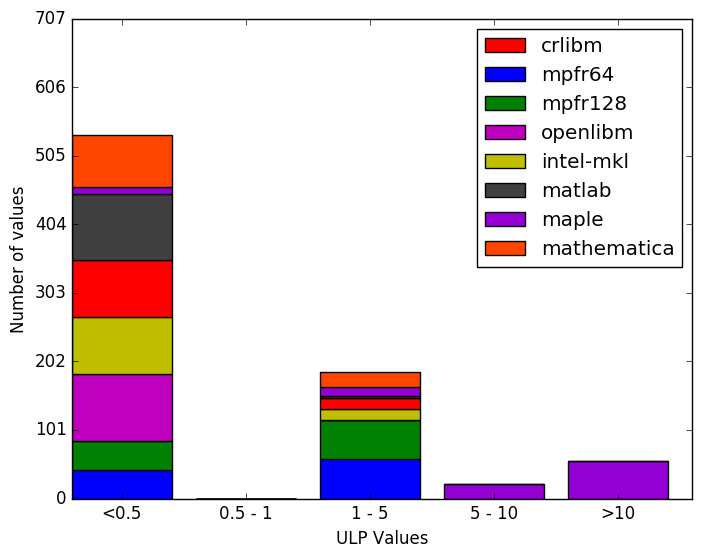 707
606
505
404
303
202
101
0
Number of values
crlibm
mpfr64
mpfr128
openlibm
intel-mkl
matlab
maple
mathematica
<0.5 0.5 - 1 1 - 5 5 - 10 >10
ULP Values